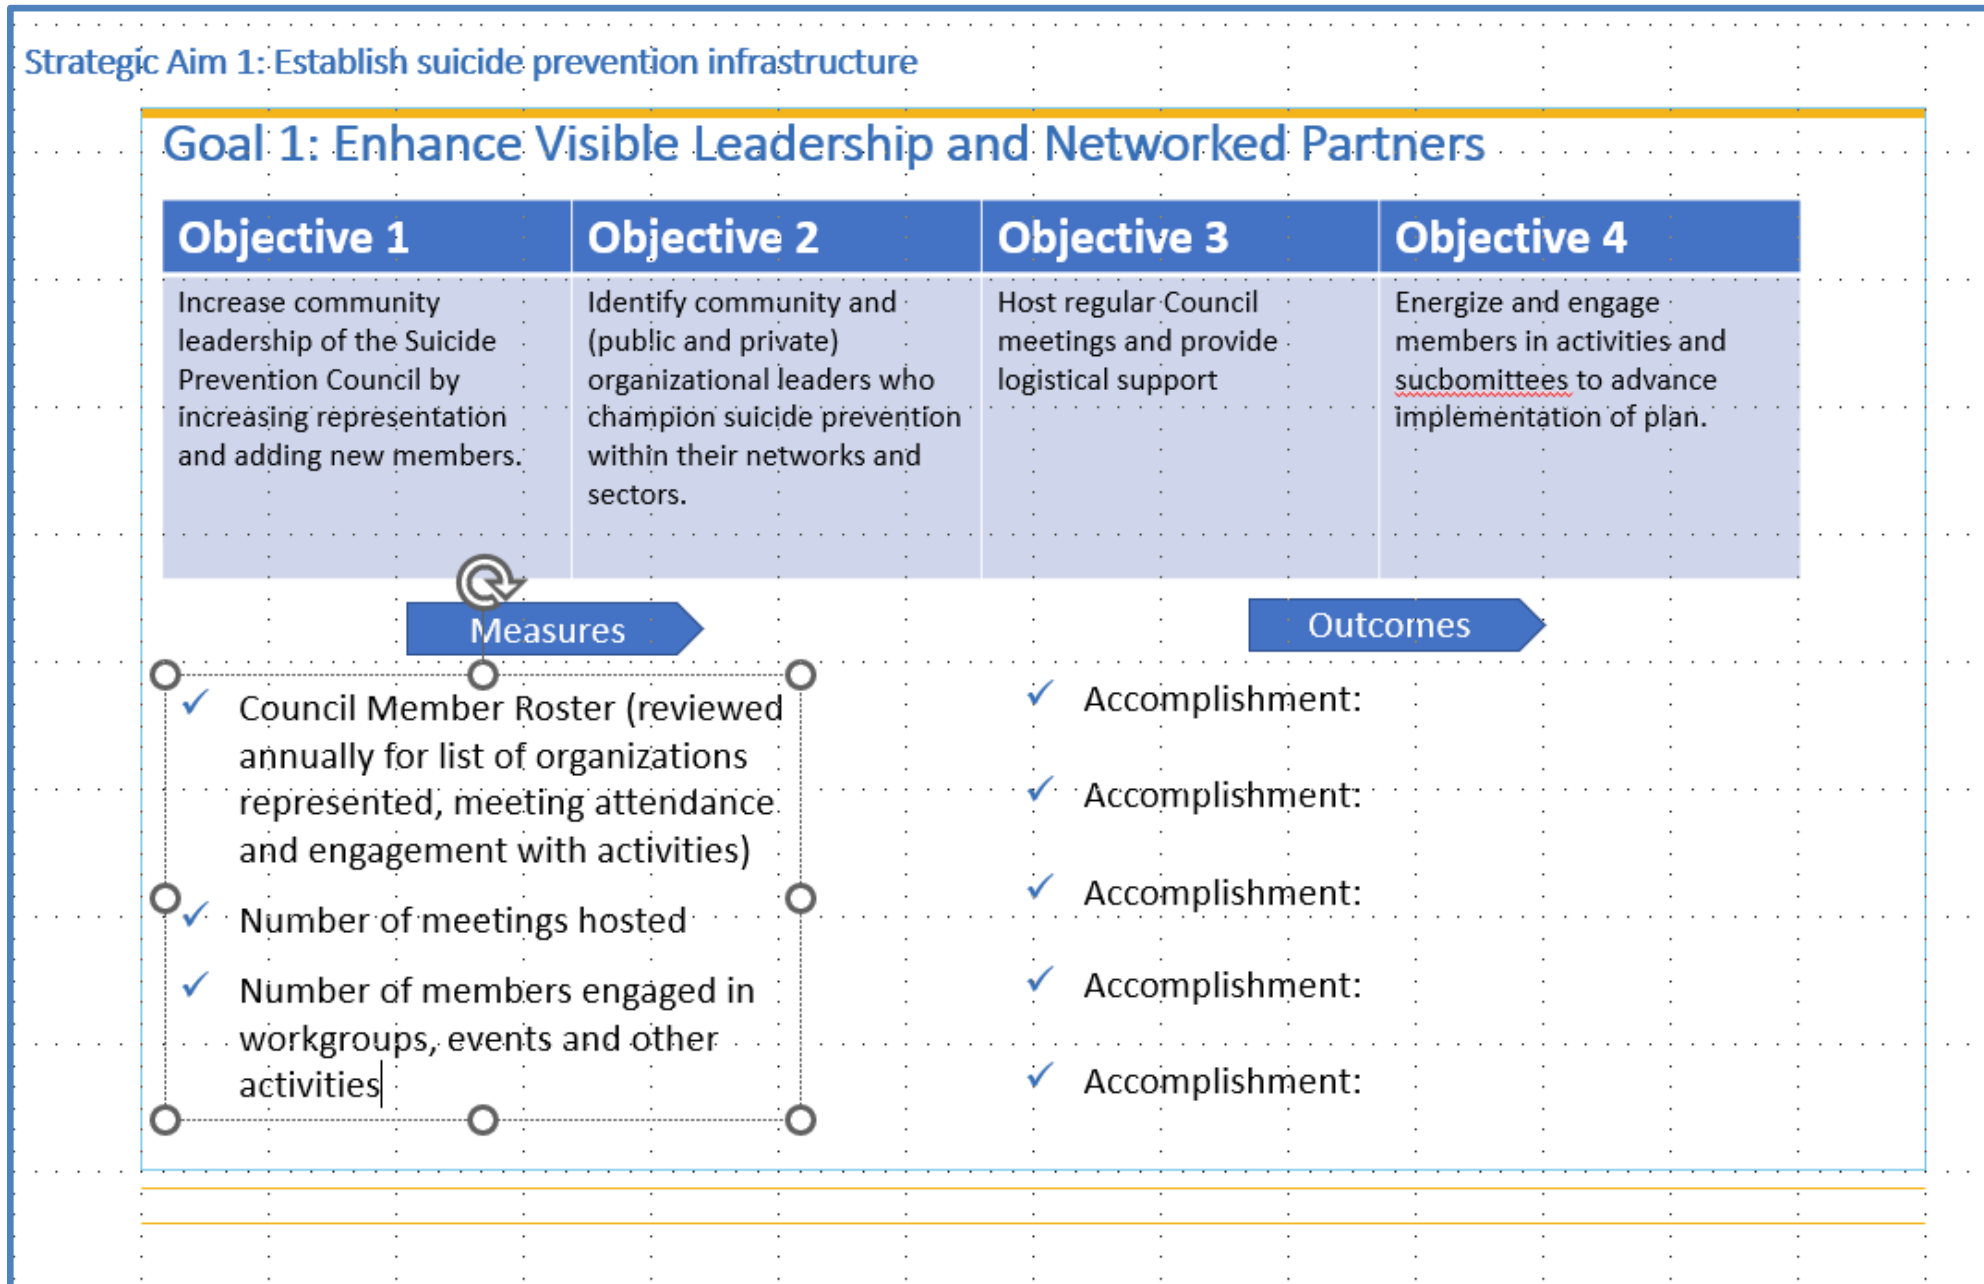 Strategic Aim 1: Establish suicide prevention infrastructure
Goal 1: Enhance Visible Leadership and Networked Partners
Objective 1
Increase community
leadership of the Suicide
Prevention Council by
increasing representation
and adding new members.
Objective 2
Identify community and
(public and private)
organizational leaders who
champion suicide prevention
within their networks and
sectors.
Objective 3
Host regular Council
meetings and provide
logistical support
Objective 4
Energize and engage
members in activities and
sucbomittees to advance
implementation of plan.
Measures
Council Member Roster (reviewed
annually for list of organizations
represented, meeting attendance
and engagement with activities)
Number of meetings hosted
Number of members engaged in
workgroups, events and other
activities
Outcomes
Accomplishment:
Accomplishment:
Accomplishment:
Accomplishment:
Accomplishment: